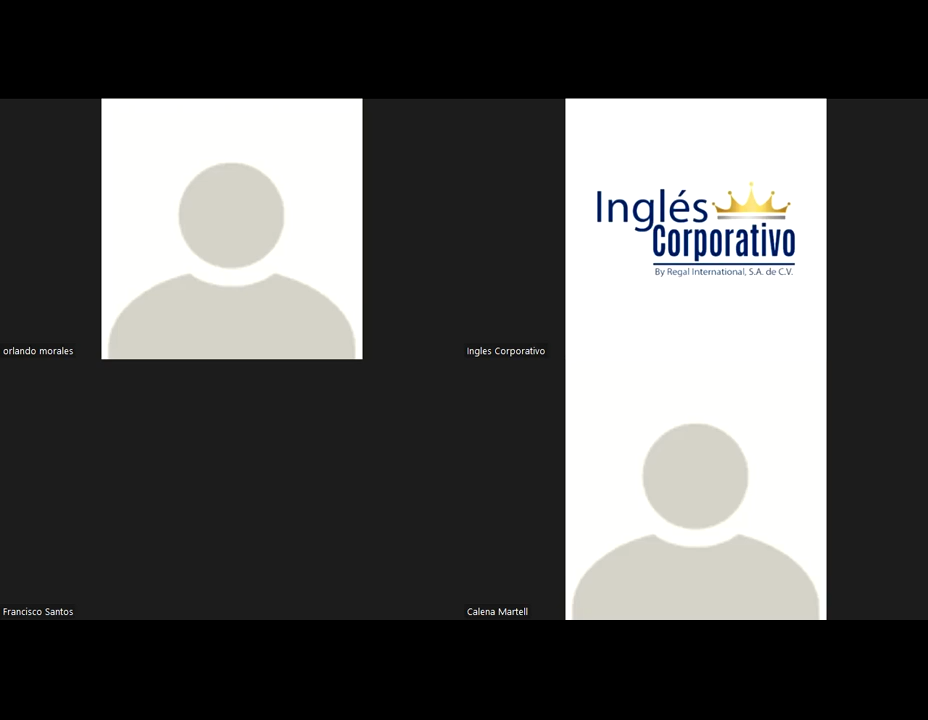 Inglés
Corporativo
By Regal International, S.A. de C.V.
orlando morales
Ingles Corporativo
Francisco Santos
Calena Martell